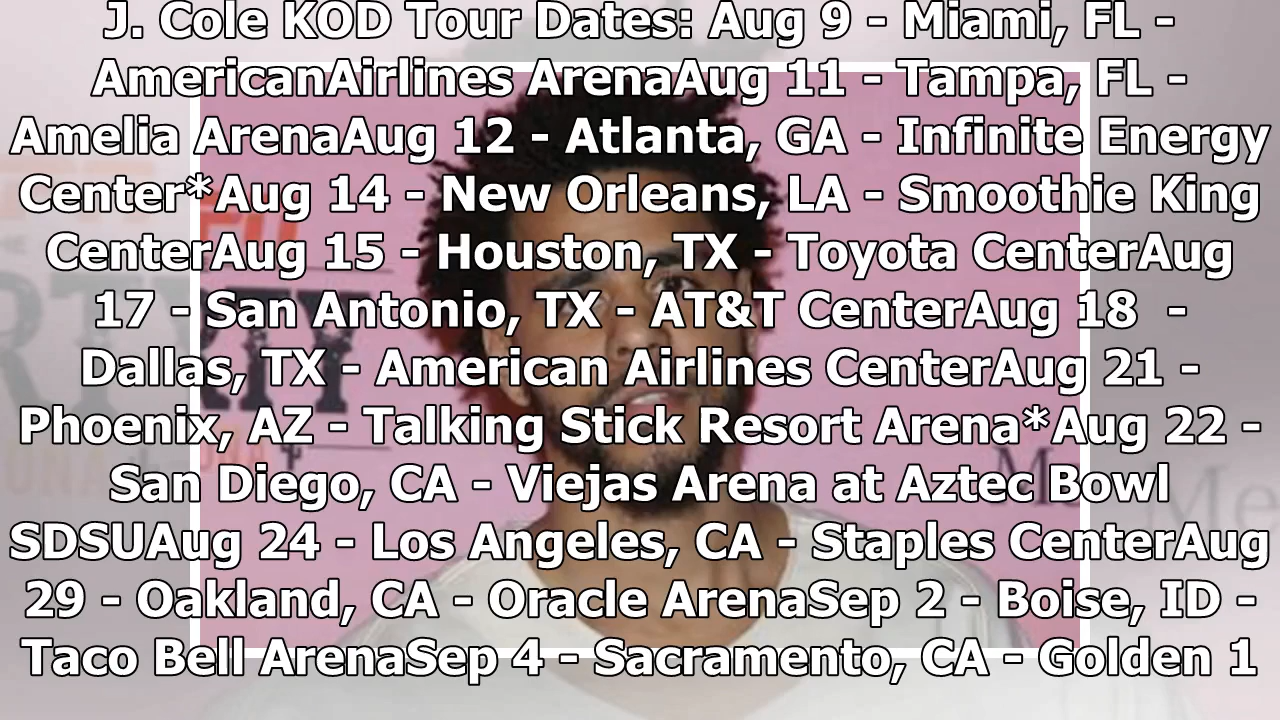 J. Cole KOD Tour Dates: Aug 9 - Miami, FL -
AmericanAirlines ArenaAug 11 - Tampa, FL -
Amelia ArenaAug 12 - Atlanta, GA - Infinite Energy
Center*Aug 14 - New Orleans, LA - Smoothie King
CenterAug 15 - Houston, TX - Toyota CenterAug
17 - San Antonio, TX - AT&T CenterAug 18  -
Dallas, TX - American Airlines CenterAug 21 -
Phoenix, AZ - Talking Stick Resort Arena*Aug 22 -
San Diego, CA - Viejas Arena at Aztec Bowl
SDSUAug 24 - Los Angeles, CA - Staples CenterAug
29 - Oakland, CA - Oracle ArenaSep 2 - Boise, ID -
Taco Bell ArenaSep 4 - Sacramento, CA - Golden 1